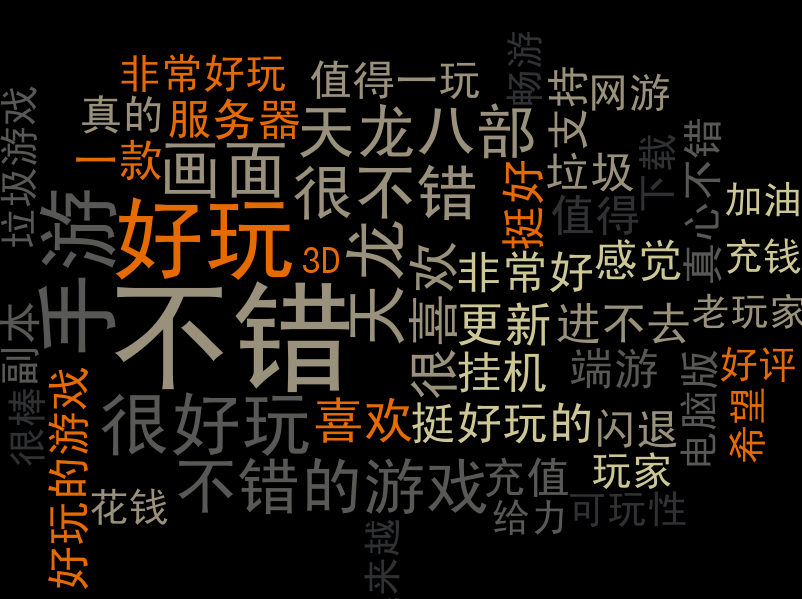 畅游
非常好玩
值得一玩
支持
网游
真的
服务器
天龙八部
垃圾游戏
一款
画面
很不错
挺好
垃圾
下载
真心不错
加油
手游
好玩
3D
天龙
很喜欢
非常好
感觉
值得
充钱
不错
更新
进不去
老玩家
副本
挂机
端游
电脑版
好评
很棒
好玩的游戏
很好玩
喜欢
挺好玩的
闪退
希望
不错的游戏
充值
玩家
花钱
给力
可玩性
来越